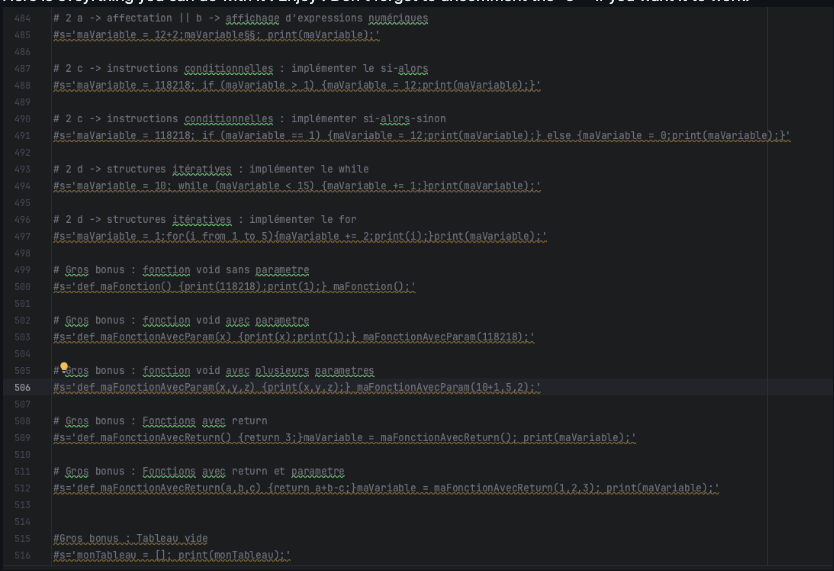 you can do with it ! Enjoy ! Don't forget to uncomment the if you want it to work.
484 # 2 a -> affectation || b -> affichage d'expressions numériques
485 #s='maVariable = 12+2;maVariable§§; print(maVariable);'
486
487 # 2 c -> instructions conditionnelles : implémenter le si-alors
488 #s='maVariable = 118218; if (maVariable > 1) {maVariable = 12;print(maVariable);}'
489
490 # 2 c -> instructions conditionnelles : implémenter si-alors-sinon
491 #s='maVariable = 118218; if (maVariable == 1) {maVariable = 12;print(maVariable);} else {maVariable = 0;print(maVariable);}'
492
493 # 2 d -> structures itératives : implémenter le while
494 #s='maVariable = 10; while (maVariable < 15) {maVariable += 1;}print(maVariable);'
495
496 # 2 d -> structures itératives : implémenter le for
497 #s='maVariable = 1;for(i from 1 to 5){maVariable += 2;print(i);}print(maVariable);'
498
499 # Gros bonus : fonction void sans parametre
500 #s='def maFonction() {print(118218);print(1);} maFonction();'
501
502 # Gros bonus : fonction void avec parametre
503 #s='def maFonctionAvecParam(x) {print(x);print(1);} maFonctionAvecParam(118218);'
504
505 # Gros bonus : fonction void avec plusieurs parametres
506 #s='def maFonctionAvecParam(x,y,z) {print(x,y,z);} maFonctionAvecParam(10+1,5,2);'
507
508 # Gros bonus : Fonctions avec return
509 #s='def maFonctionAvecReturn() {return 3;}maVariable = maFonctionAvecReturn(); print(maVariable);'
510
511 # Gros bonus : Fonctions avec return et parametre
512 #s='def maFonctionAvecReturn(a,b,c) {return a+b-c;}maVariable = maFonctionAvecReturn(1,2,3); print(maVariable);'
513
514
515 #Gros bonus : Tableau vide
516 #s='monTableau = []; print(monTableau);'